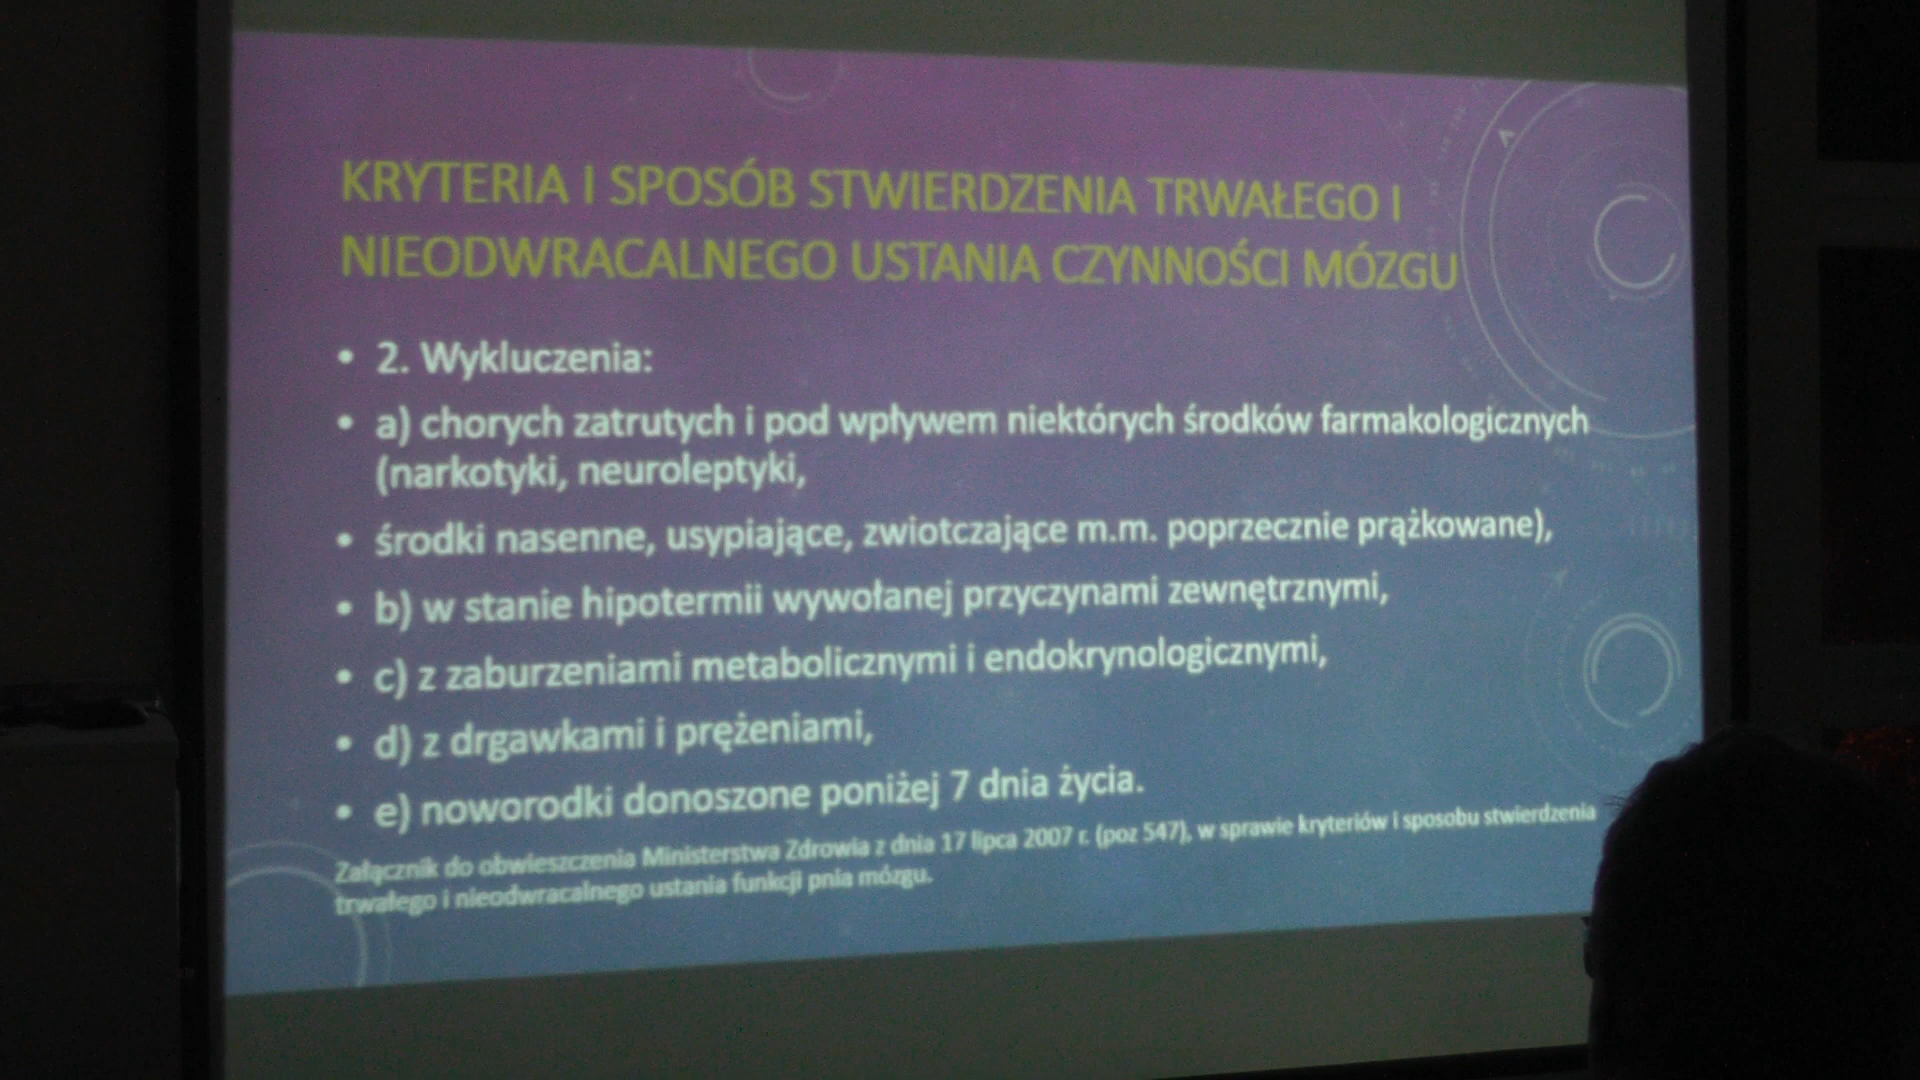 KRYTERIA I SPOSÓB STWIERDZENIA TRWAŁEGO I
NIEODWRACALNEGO USTANIA CZYNNOŚCI MÓZGU
• 2. Wykluczenia:
• a) chorych zatrutych i pod wpływem niektórych środków farmakologicznych
(narkotyki, neuroleptyki,
• środki nasenne, usypiające, zwiotczające m.m. poprzecznie prążkowane),
• b) w stanie hipotermii wywołanej przyczynami zewnętrznymi,
• c) z zaburzeniami metabolicznymi i endokrynologicznymi,
• d) z drgawkami i prężeniami,
• e) noworodki donoszone poniżej 7 dnia życia.
Załącznik do obwieszczenia Ministerstwa Zdrowia z dnia 17 lipca 2007 r. (poz 547), w sprawie kryteriów i sposobu stwierdzenia
trwałego i nieodwracalnego ustania funkcji pnia mózgu.